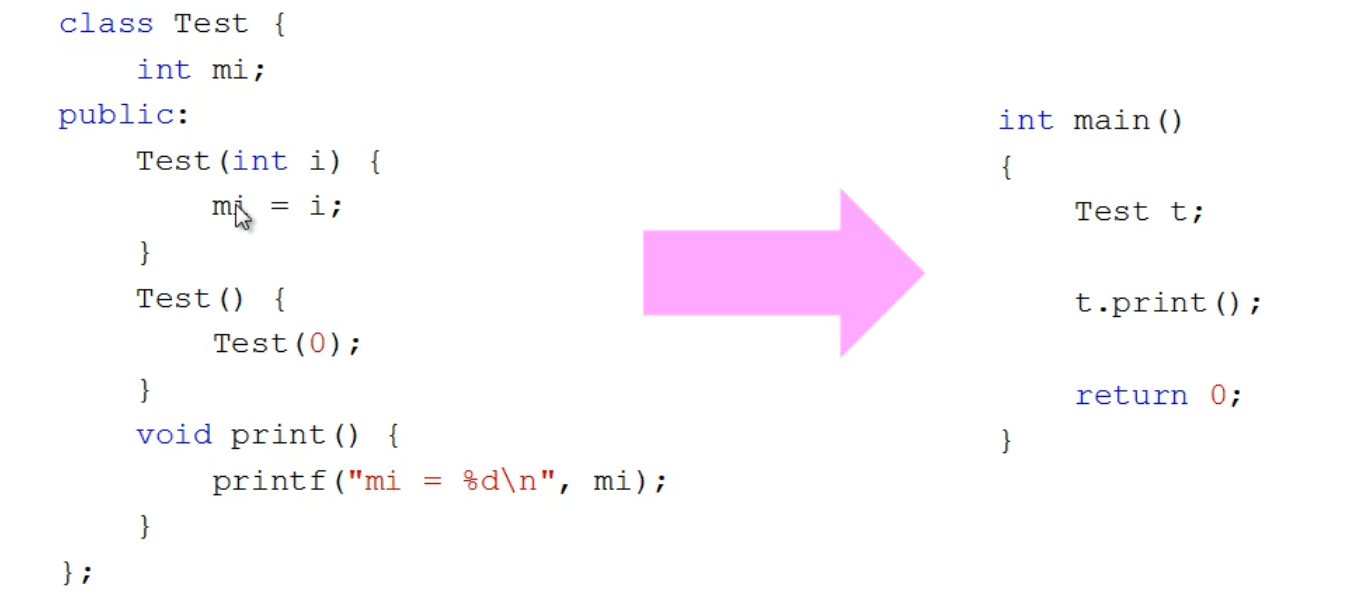 class Test {
    int mi;
public:
    Test(int i) {
        mi = i;
    }
    Test() {
        Test(0);
    }
    void print() {
        printf("mi = %d\n", mi);
    }
};
int main()
{
    Test t;
    t.print();
    return 0;
}